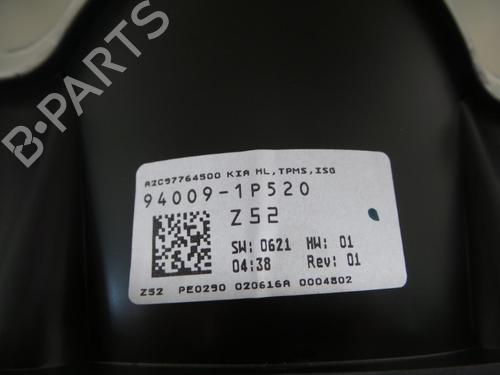 A2C97764500 KIA ML,TPMS,ISG
94009-1P520
Z52
SW: 0621 HW: 01
04:38 Rev: 01
Z52 PE0290 020616A 0004802
B-PARTS